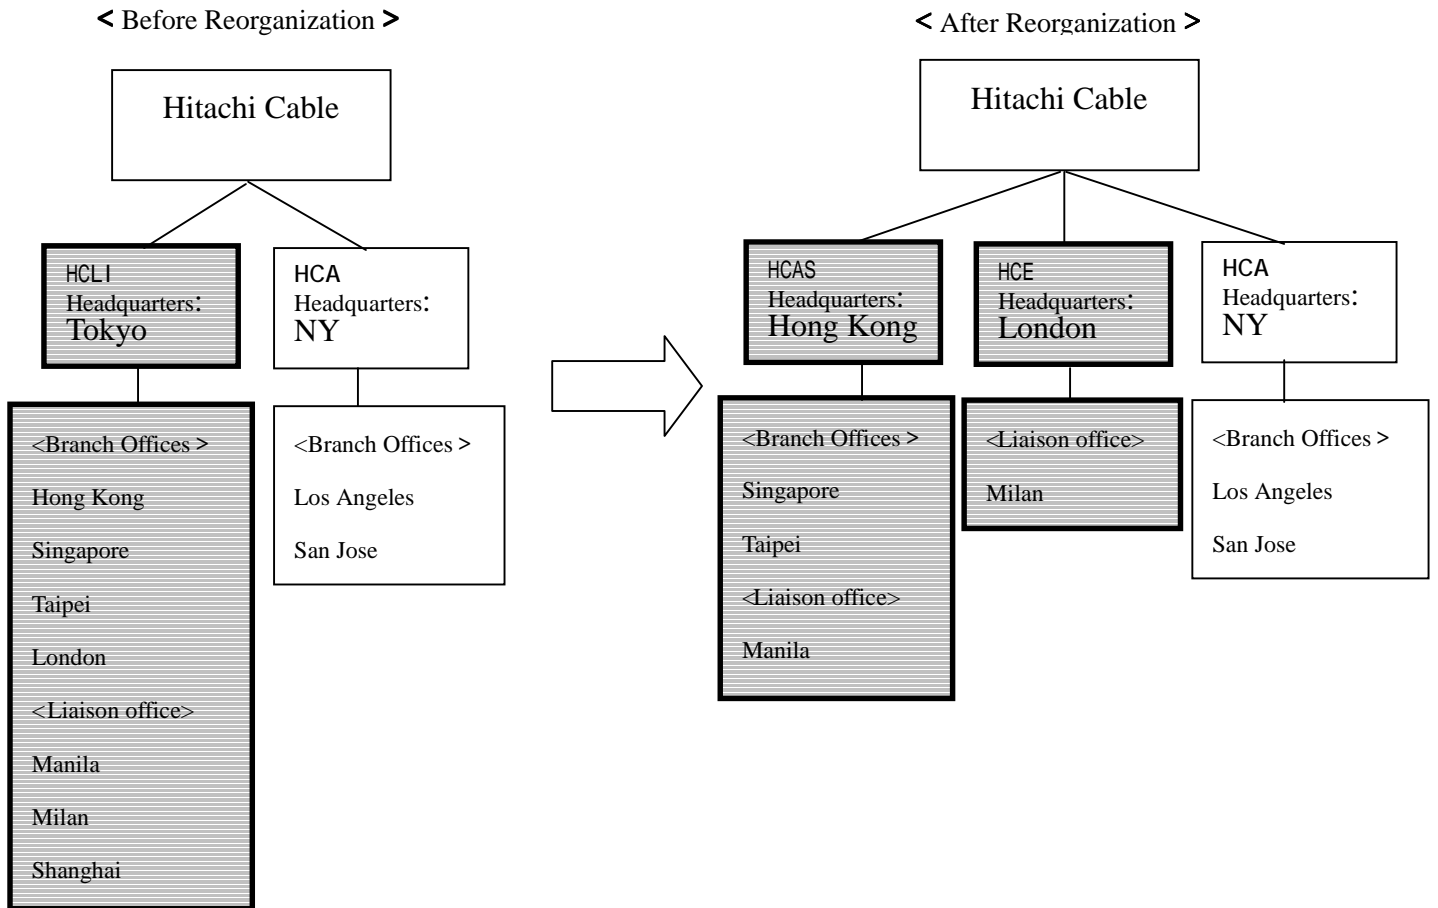 < Before Reorganization >
Hitachi Cable
HCLI
Headquarters:
Tokyo
HCA
Headquarters:
NY
<Branch Offices >
Hong Kong
Singapore
Taipei
London
<Liaison office>
Manila
Milan
Shanghai
<Branch Offices >
Los Angeles
San Jose
< After Reorganization >
Hitachi Cable
HCAS
Headquarters:
Hong Kong
HCE
Headquarters:
London
HCA
Headquarters:
NY
<Branch Offices >
Singapore
Taipei
<Liaison office>
Manila
<Liaison office>
Milan
<Branch Offices >
Los Angeles
San Jose